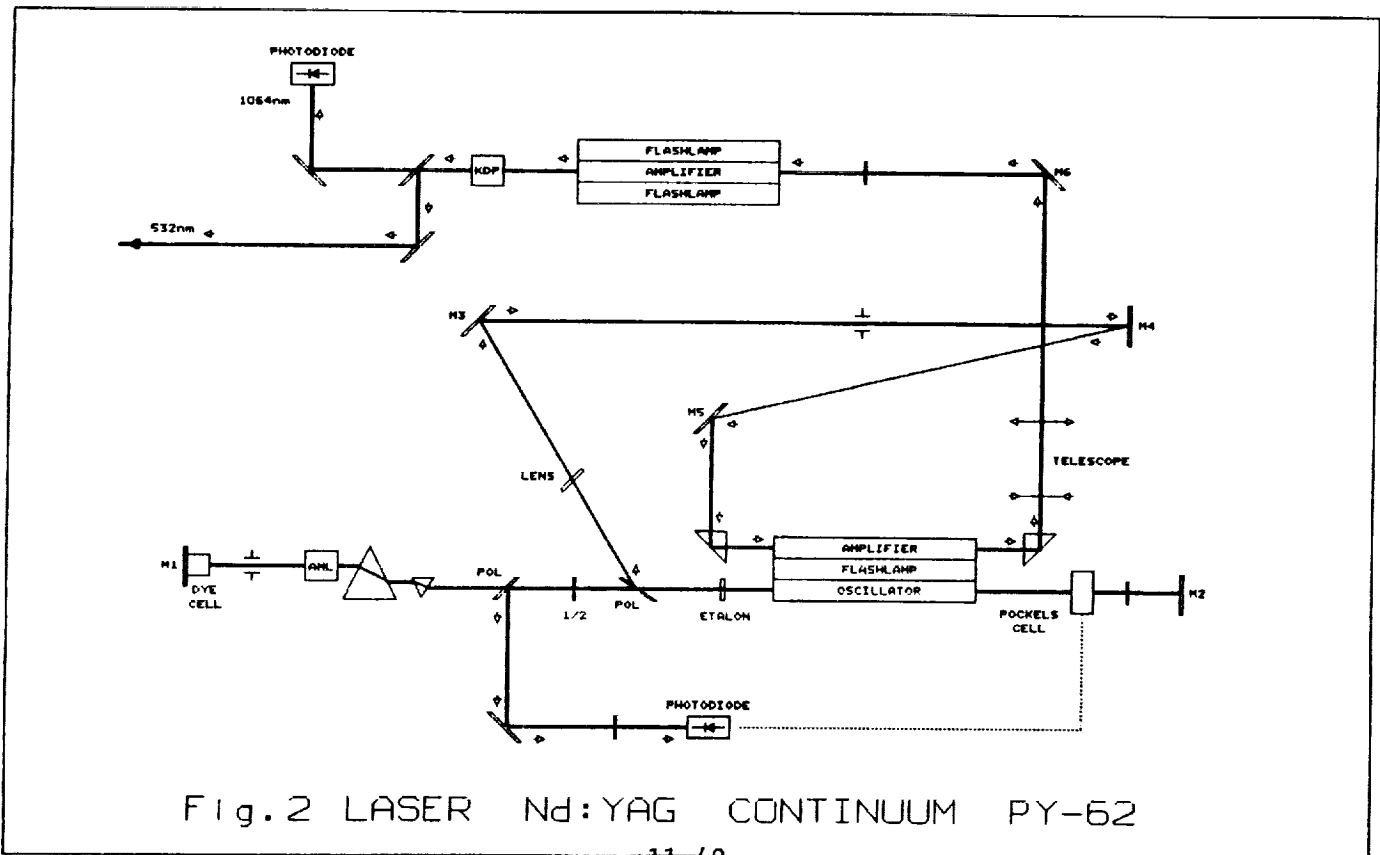 PHOTODIODE
1064nm
FLASHLAMP
KDP
AMPLIFIER
FLASHLAMP
M6
532nm
M3
M4
M5
LENS
TELESCOPE
M1
DYE
CELL
AML
POL
1/2
POL
ETALON
AMPLIFIER
FLASHLAMP
OSCILLATOR
POCKELS
CELL
M2
PHOTODIODE
Fig.2 LASER Nd:YAG CONTINUUM PY-62